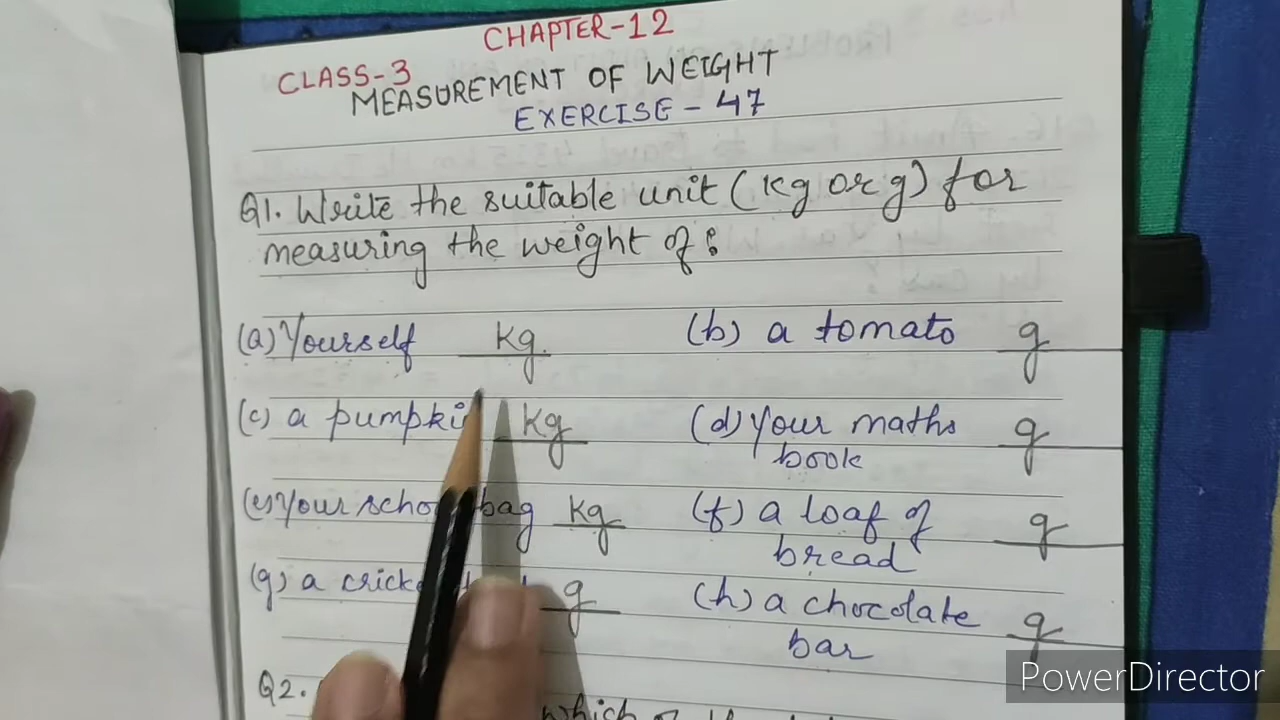 CHAPTER-12
CLASS-3
MEASUREMENT OF WEIGHT
EXERCISE - 47
Q1. Write the suitable unit (kg or g) for
measuring the weight of :
(a) Yourself kg. (b) a tomato g
(c) a pumpki kg (d) Your maths g
book
(e) Your scho bag kg (f) a loaf of g
bread
(g) a crick g (h) a chocolate g
bar
Q2. which
PowerDirector